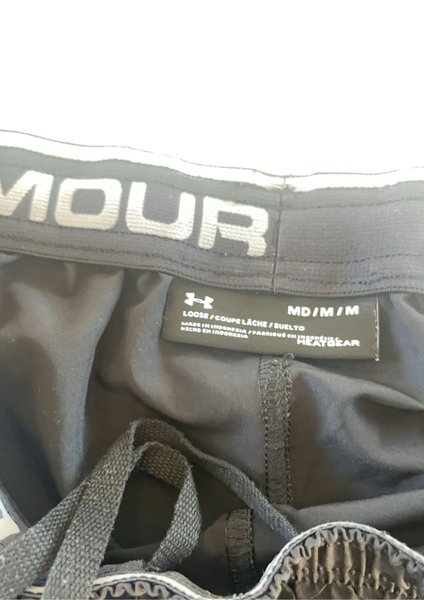 MOUR
MD/M/M
LOOSE/COUPE LÂCHE/SUELTO
MADE IN INDONESIA/FABRIQUÉ EN INDONÉSIE
HECHO EN INDONESIA
HEATGEAR